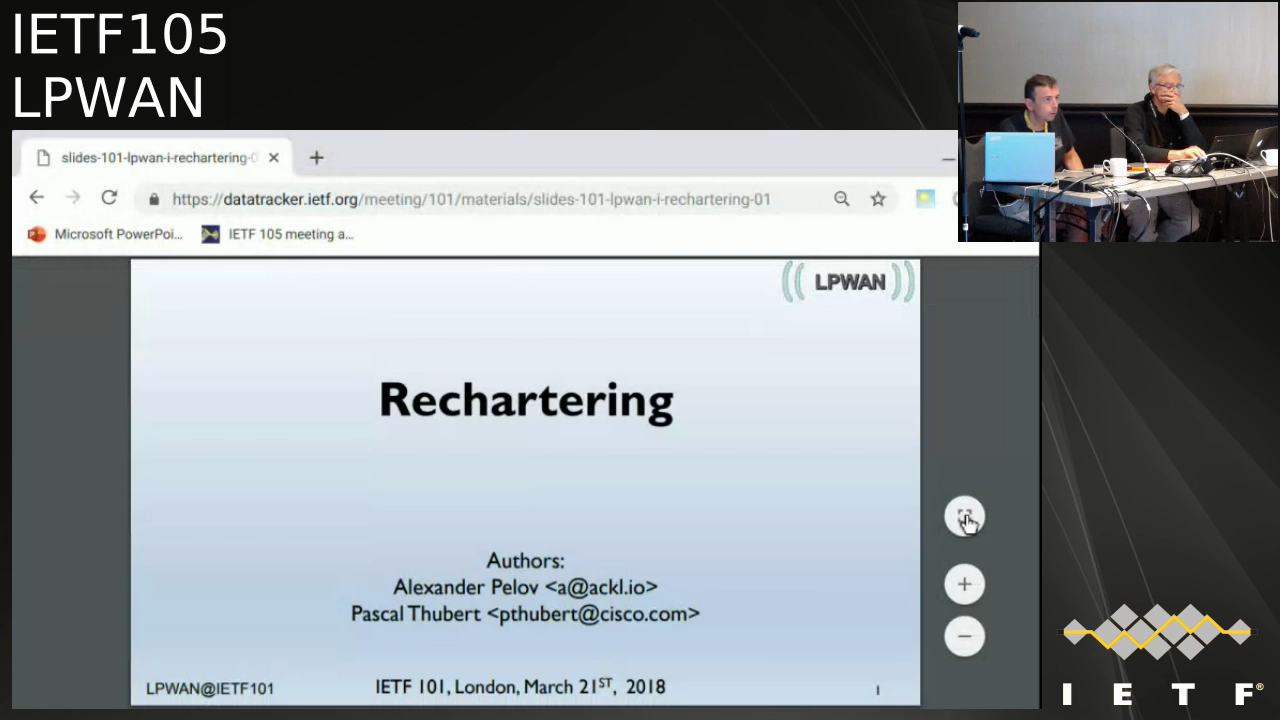 IETF105
LPWAN
slides-101-lpwan-i-rechartering-0
https://datatracker.ietf.org/meeting/101/materials/slides-101-lpwan-i-rechartering-01
Microsoft PowerPoi...
IETF 105 meeting a...
LPWAN
Rechartering
Authors:
Alexander Pelov <a@ackl.io>
Pascal Thubert <pthubert@cisco.com>
LPWAN@IETF101
IETF 101, London, March 21ST, 2018
1
I E T F®